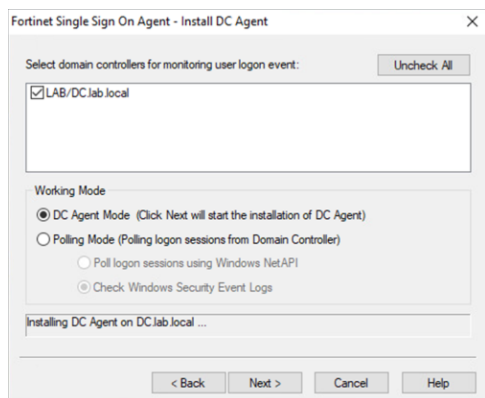 Fortinet Single Sign On Agent - Install DC Agent
Select domain controllers for monitoring user logon event:
Uncheck All
LAB/DC.lab.local
Working Mode
DC Agent Mode (Click Next will start the installation of DC Agent)
Polling Mode (Polling logon sessions from Domain Controller)
Poll logon sessions using Windows NetAPI
Check Windows Security Event Logs
Installing DC Agent on DC.lab.local ...
< Back Next > Cancel Help